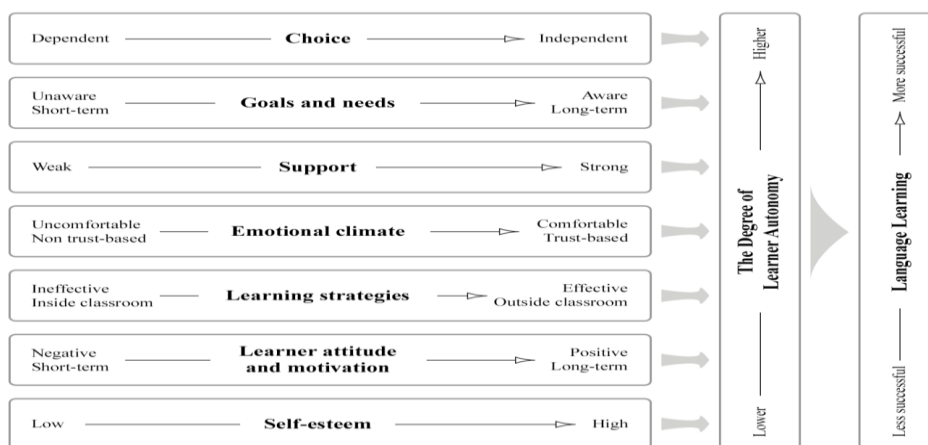 Dependent Choice Independent
Unaware Aware
Short-term Goals and needs Long-term
Weak Support Strong
Uncomfortable Comfortable
Non trust-based Emotional climate Trust-based
Ineffective Effective
Inside classroom Learning strategies Outside classroom
Negative Learner attitude Positive
Short-term and motivation Long-term
Low Self-esteem High
Lower
The Degree of
Learner Autonomy
Higher
Less successful
Language Learning
More successful